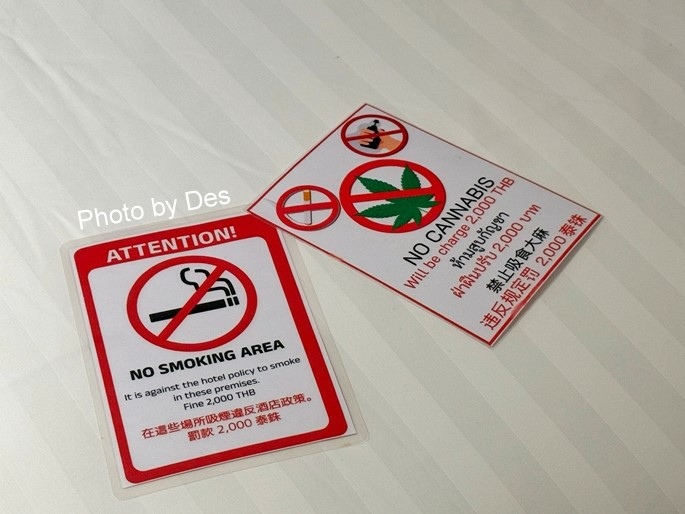 Photo by Des
ATTENTION!
NO SMOKING AREA
It is against the hotel policy to smoke
in these premises.
Fine 2,000 THB
在這些場所吸煙違反酒店政策。
罰款 2,000 泰銖
NO CANNABIS
Will be charge 2,000 THB
ห้ามสูบกัญชา
ฝ่าฝืนปรับ 2,000 บาท
禁止吸食大麻
违反规定罚 2,000 泰铢